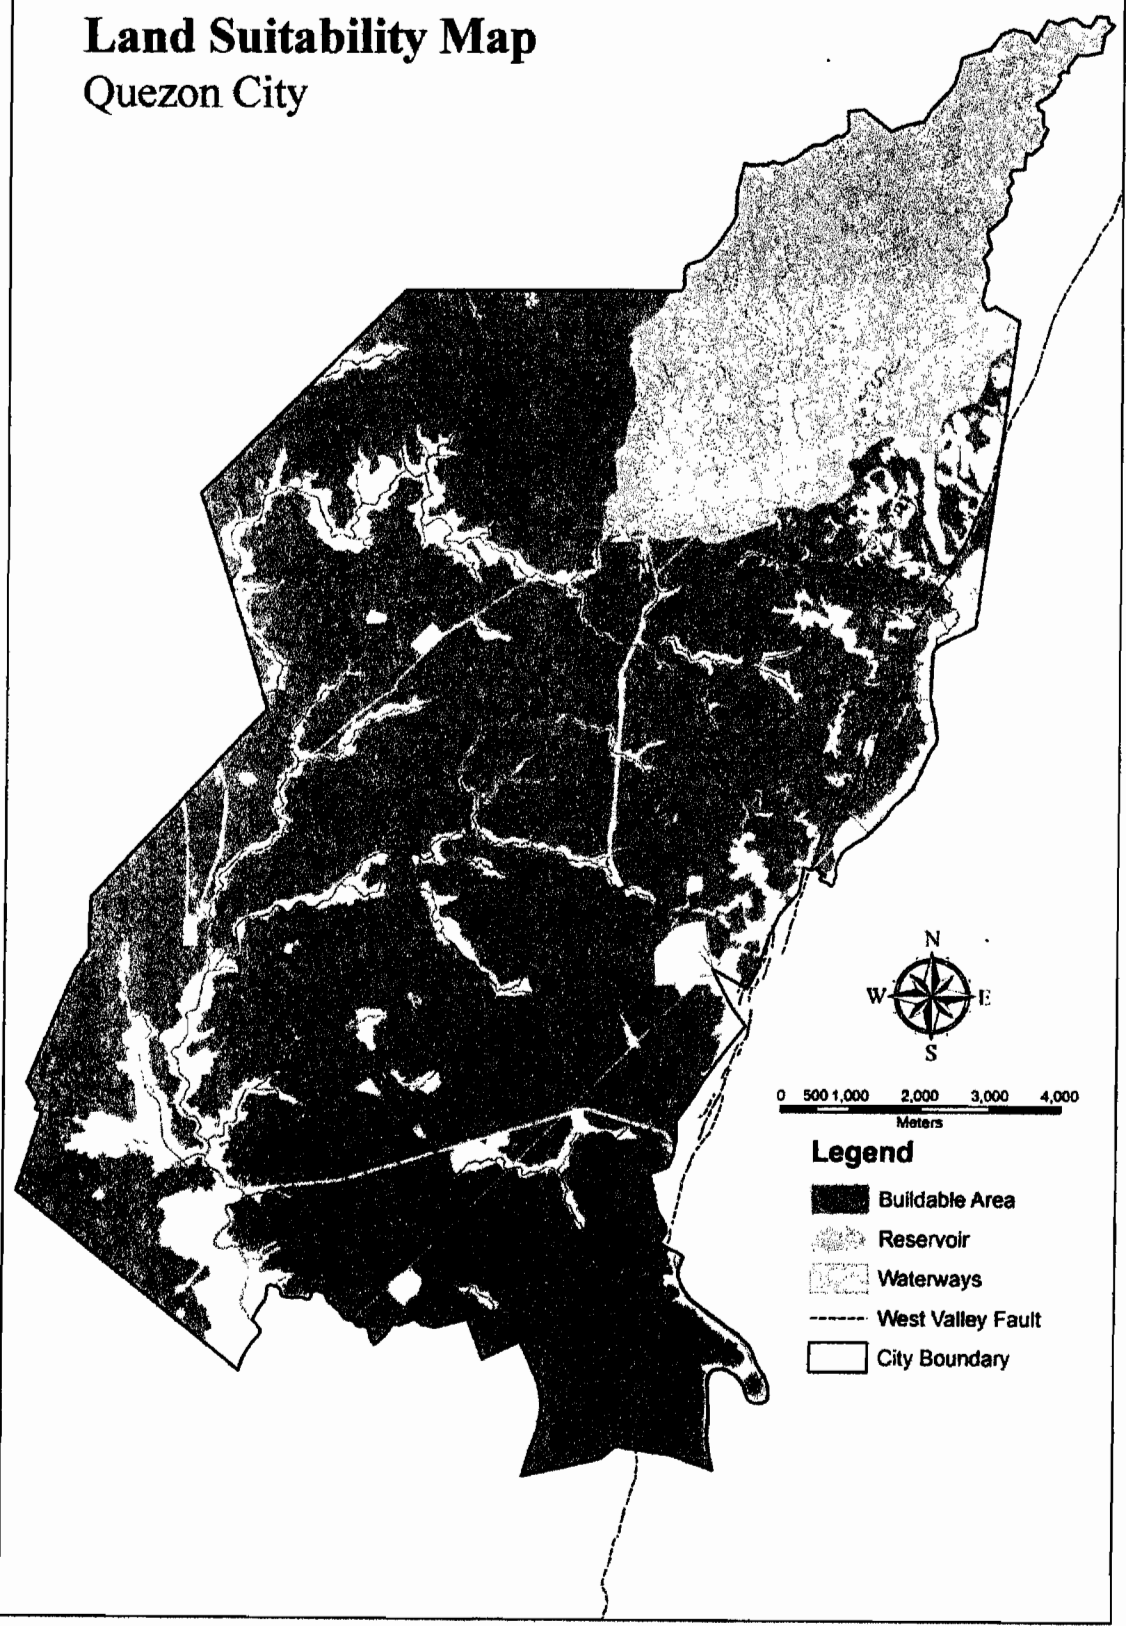 Land Suitability Map
Quezon City
N
W E
S
0 500 1,000 2,000 3,000 4,000
Meters
Legend
Buildable Area
Reservoir
Waterways
West Valley Fault
City Boundary